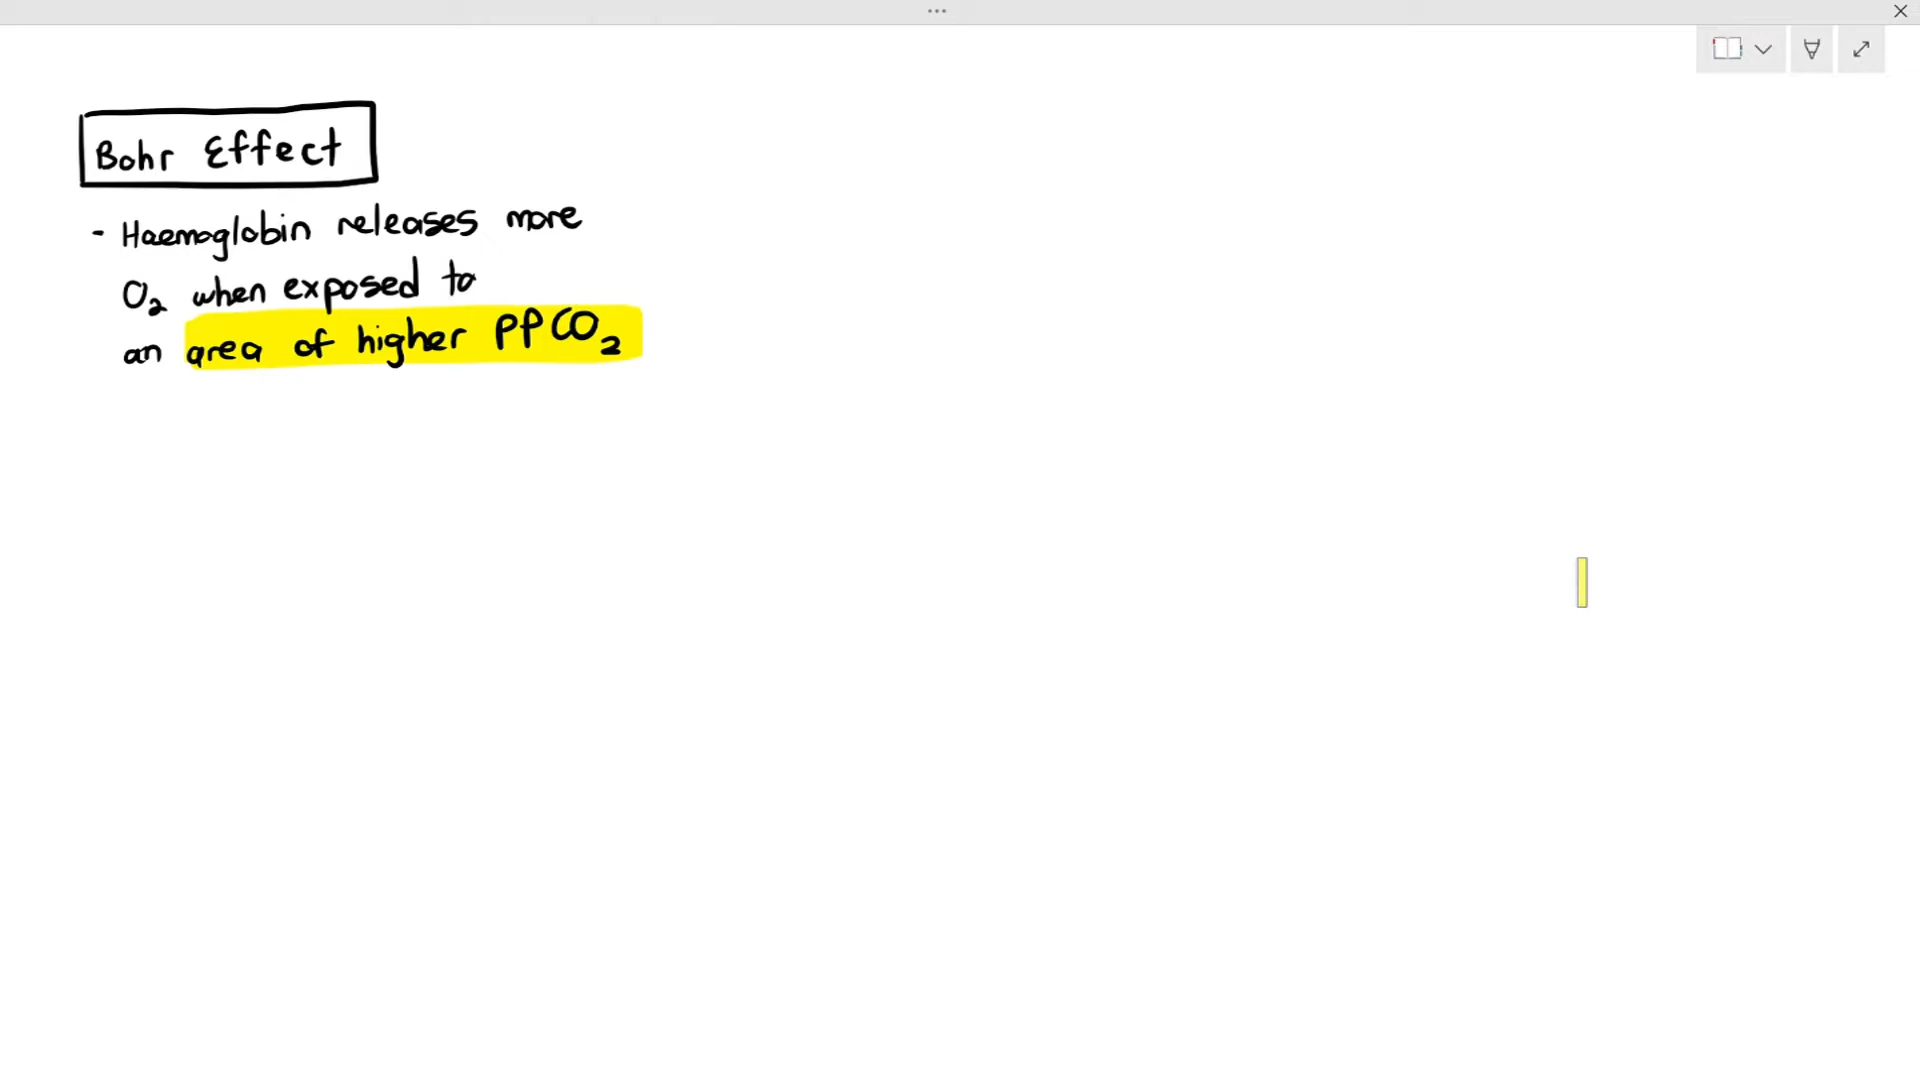 Bohr Effect
- Haemoglobin releases more
O₂ when exposed to
an area of higher PPCO₂